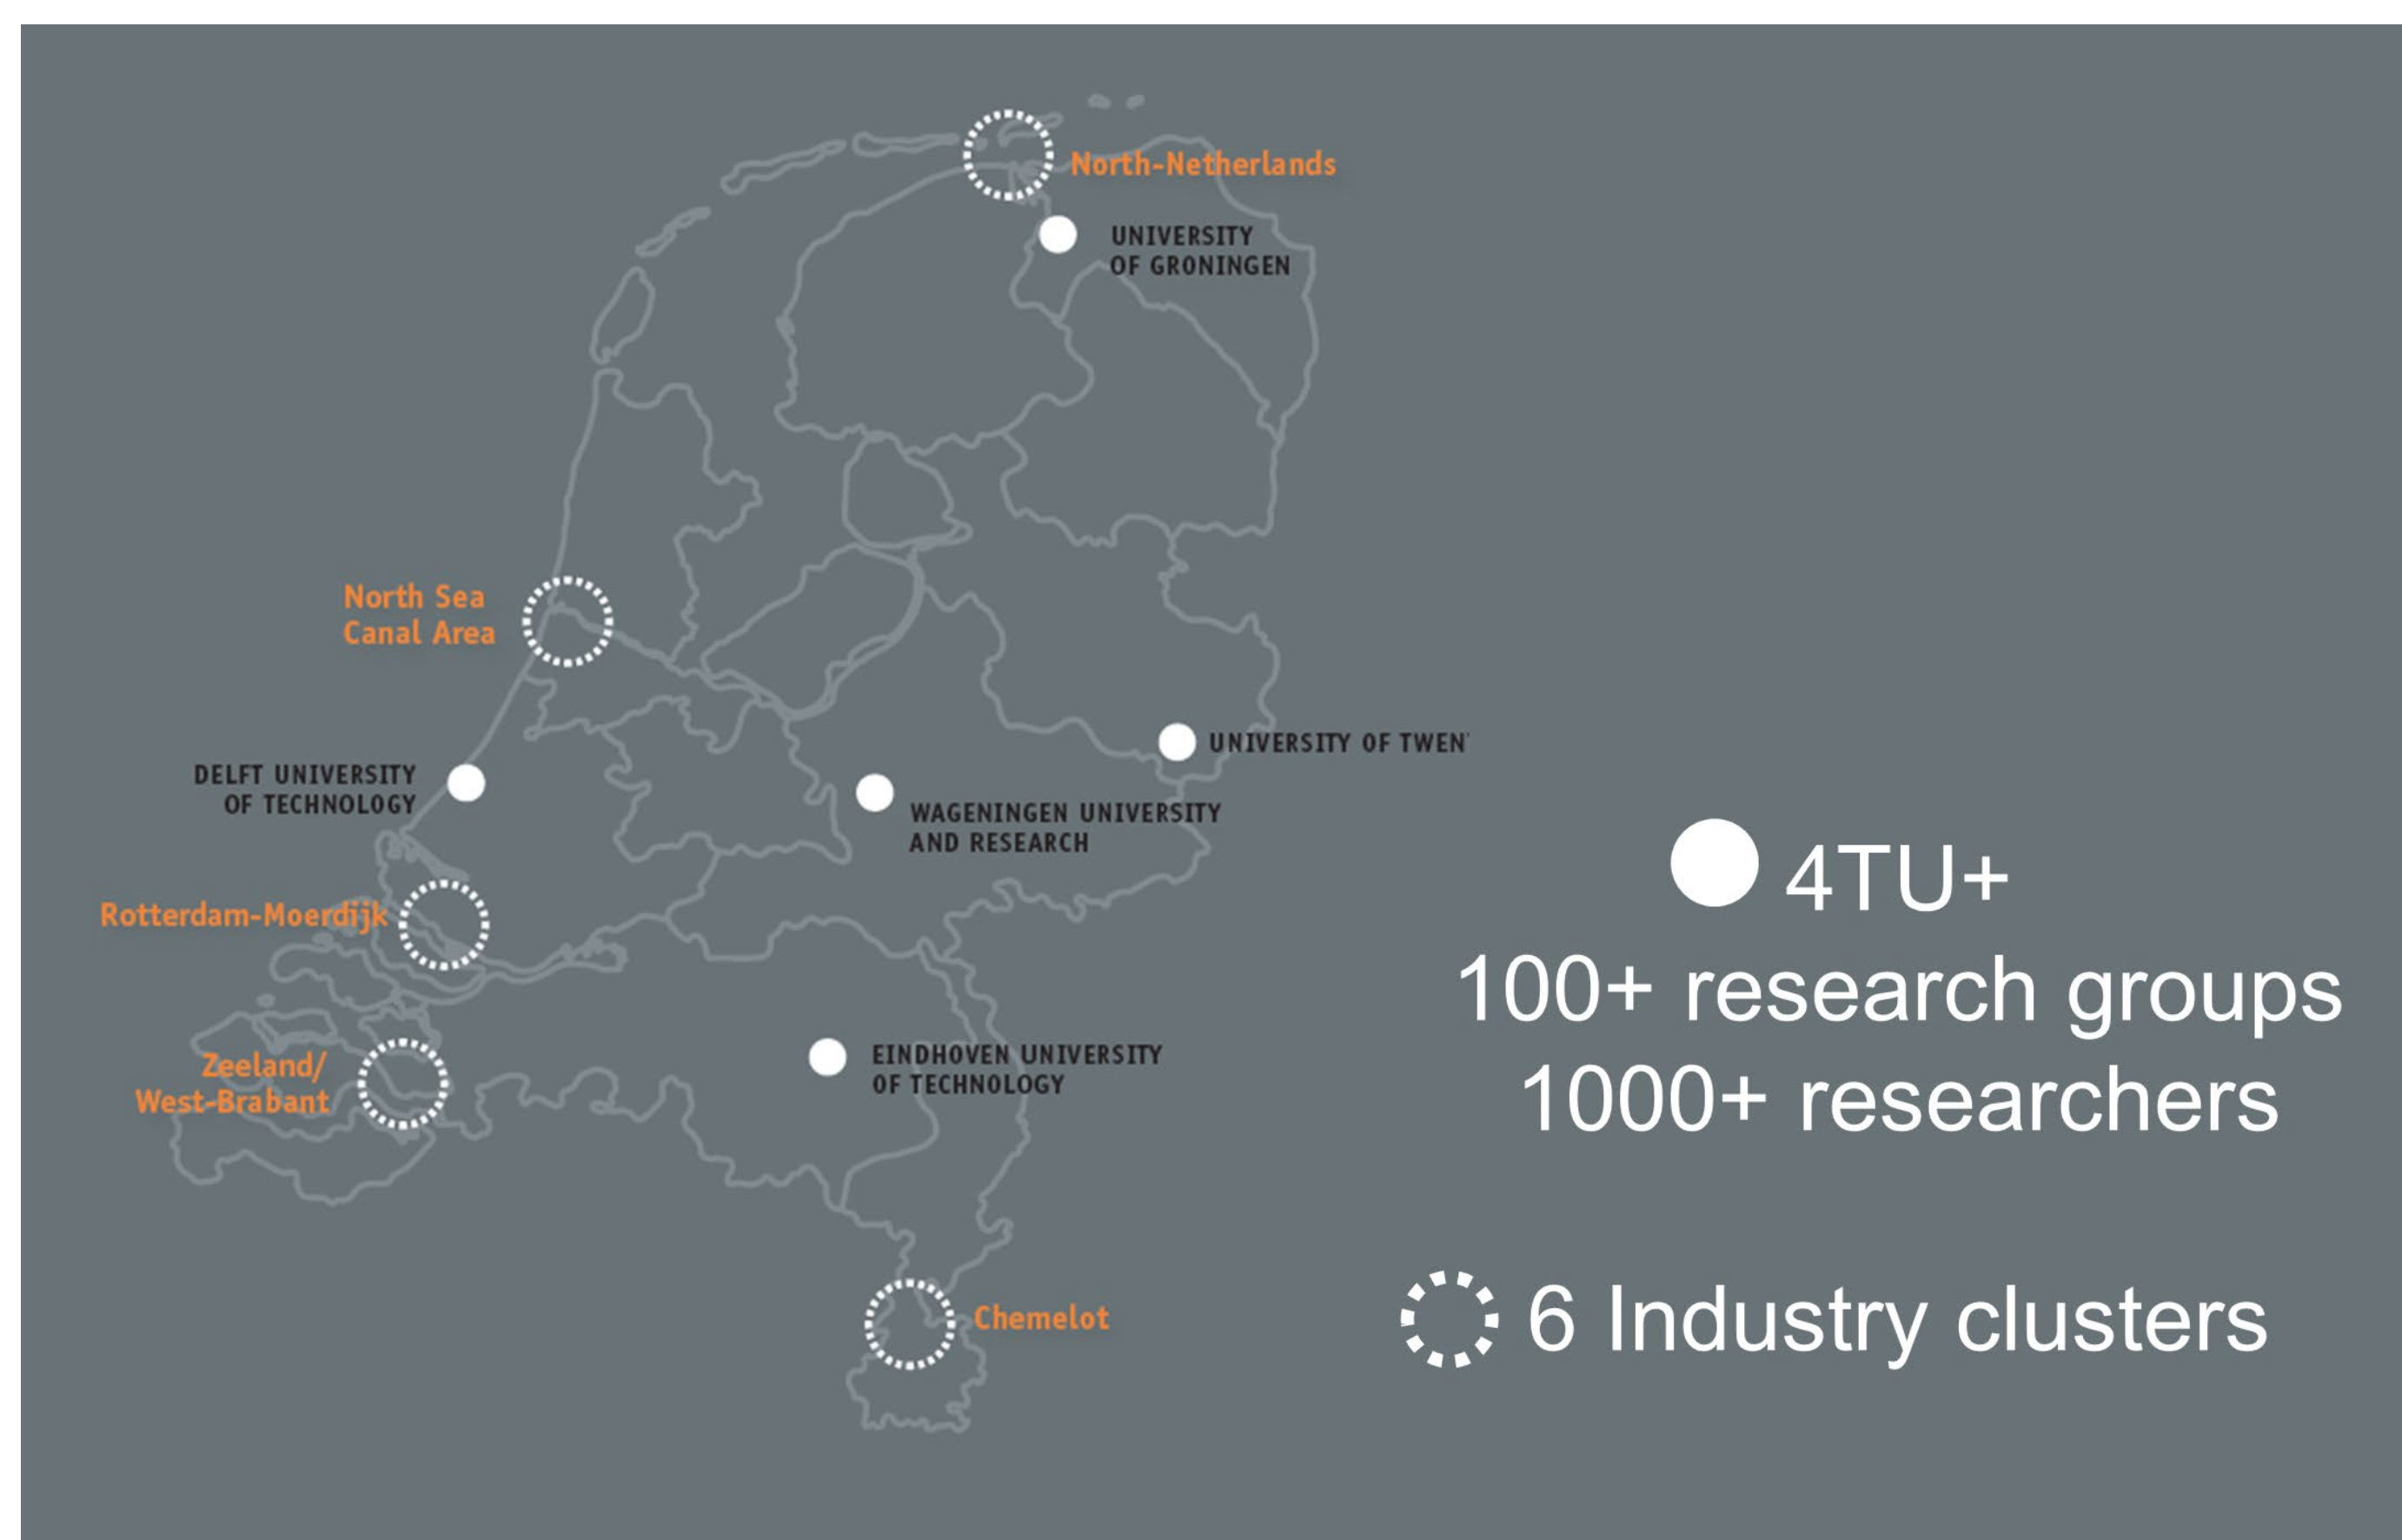 North-Netherlands
UNIVERSITY
OF GRONINGEN
North Sea
Canal Area
UNIVERSITY OF TWEN
DELFT UNIVERSITY
OF TECHNOLOGY
WAGENINGEN UNIVERSITY
AND RESEARCH
Rotterdam-Moerdijk
Zeeland/
West-Brabant
EINDHOVEN UNIVERSITY
OF TECHNOLOGY
Chemelot
4TU+
100+ research groups
1000+ researchers
6 Industry clusters